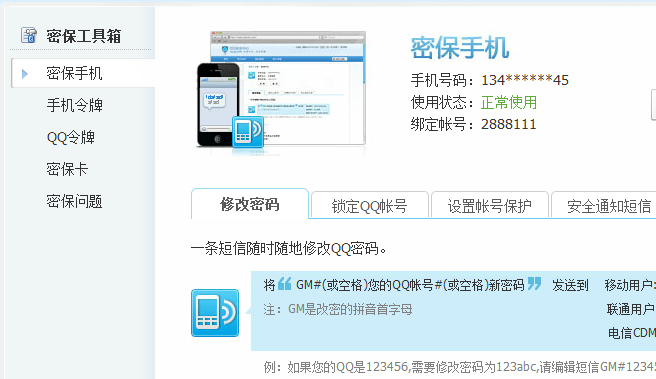 密保工具箱
密保手机
手机令牌
QQ令牌
密保卡
密保问题
密保手机
手机号码：134******45
使用状态：正常使用
绑定帐号：2888111
修改密码
锁定QQ帐号
设置帐号保护
安全通知短信
一条短信随时随地修改QQ密码。
将“GM#(或空格)您的QQ帐号#(或空格)新密码” 发送到 移动用户:
注：GM是改密的拼音首字母
联通用户
电信CDM
例：如果您的QQ是123456,需要修改密码为123abc,请编辑短信GM#12345